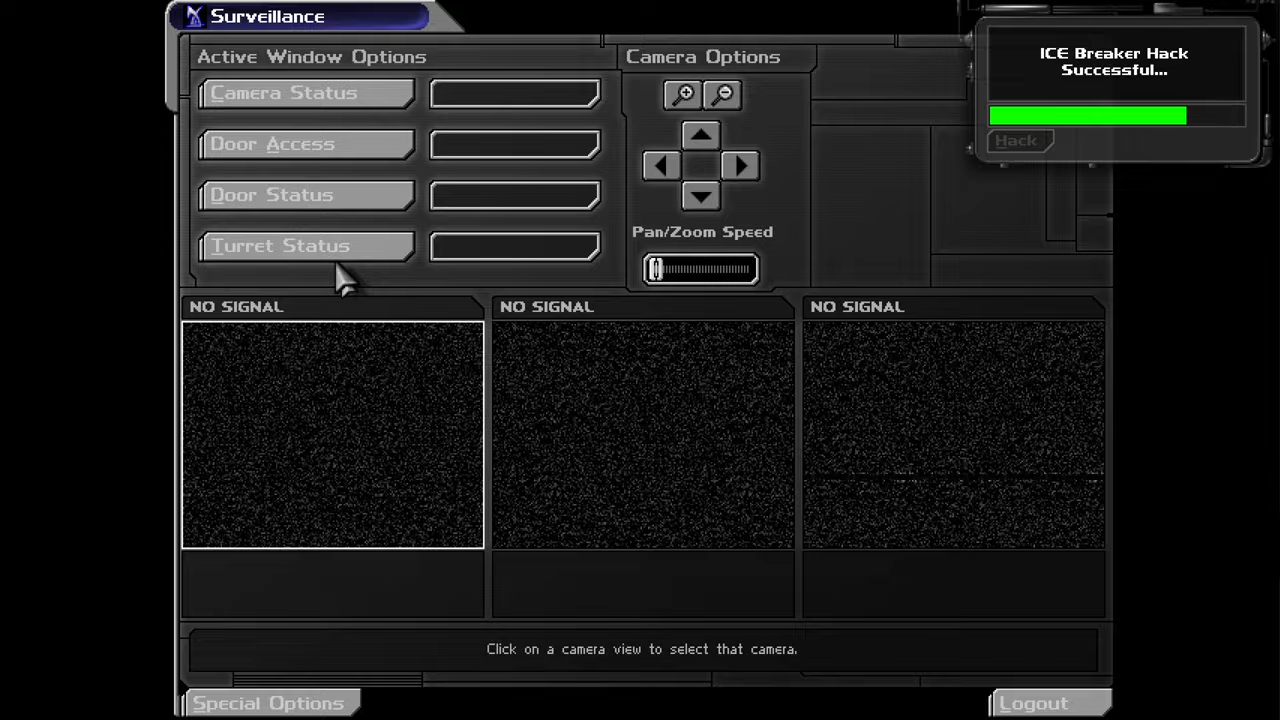 Surveillance
Active Window Options
Camera Options
ICE Breaker Hack
Successful...
Hack
Camera Status
Door Access
Door Status
Turret Status
Pan/Zoom Speed
NO SIGNAL
NO SIGNAL
NO SIGNAL
Click on a camera view to select that camera.
Special Options
Logout